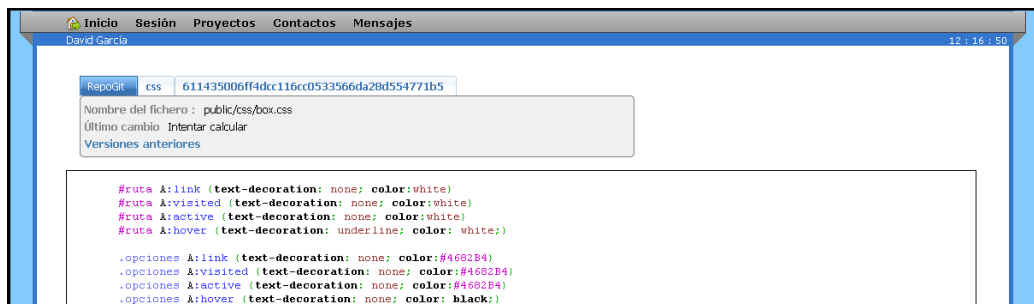 Inicio Sesión Proyectos Contactos Mensajes
David García 12 : 16 : 50
RepoGit css 611435006ff4dcc116cc0533566da28d554771b5
Nombre del fichero : public/css/box.css
Último cambio Intentar calcular
Versiones anteriores
#ruta A:link {text-decoration: none; color:white}
#ruta A:visited {text-decoration: none; color:white}
#ruta A:active {text-decoration: none; color:white}
#ruta A:hover {text-decoration: underline; color: white;}
.opciones A:link {text-decoration: none; color:#4682B4}
.opciones A:visited {text-decoration: none; color:#4682B4}
.opciones A:active {text-decoration: none; color:#4682B4}
.opciones A:hover {text-decoration: none; color: black;}